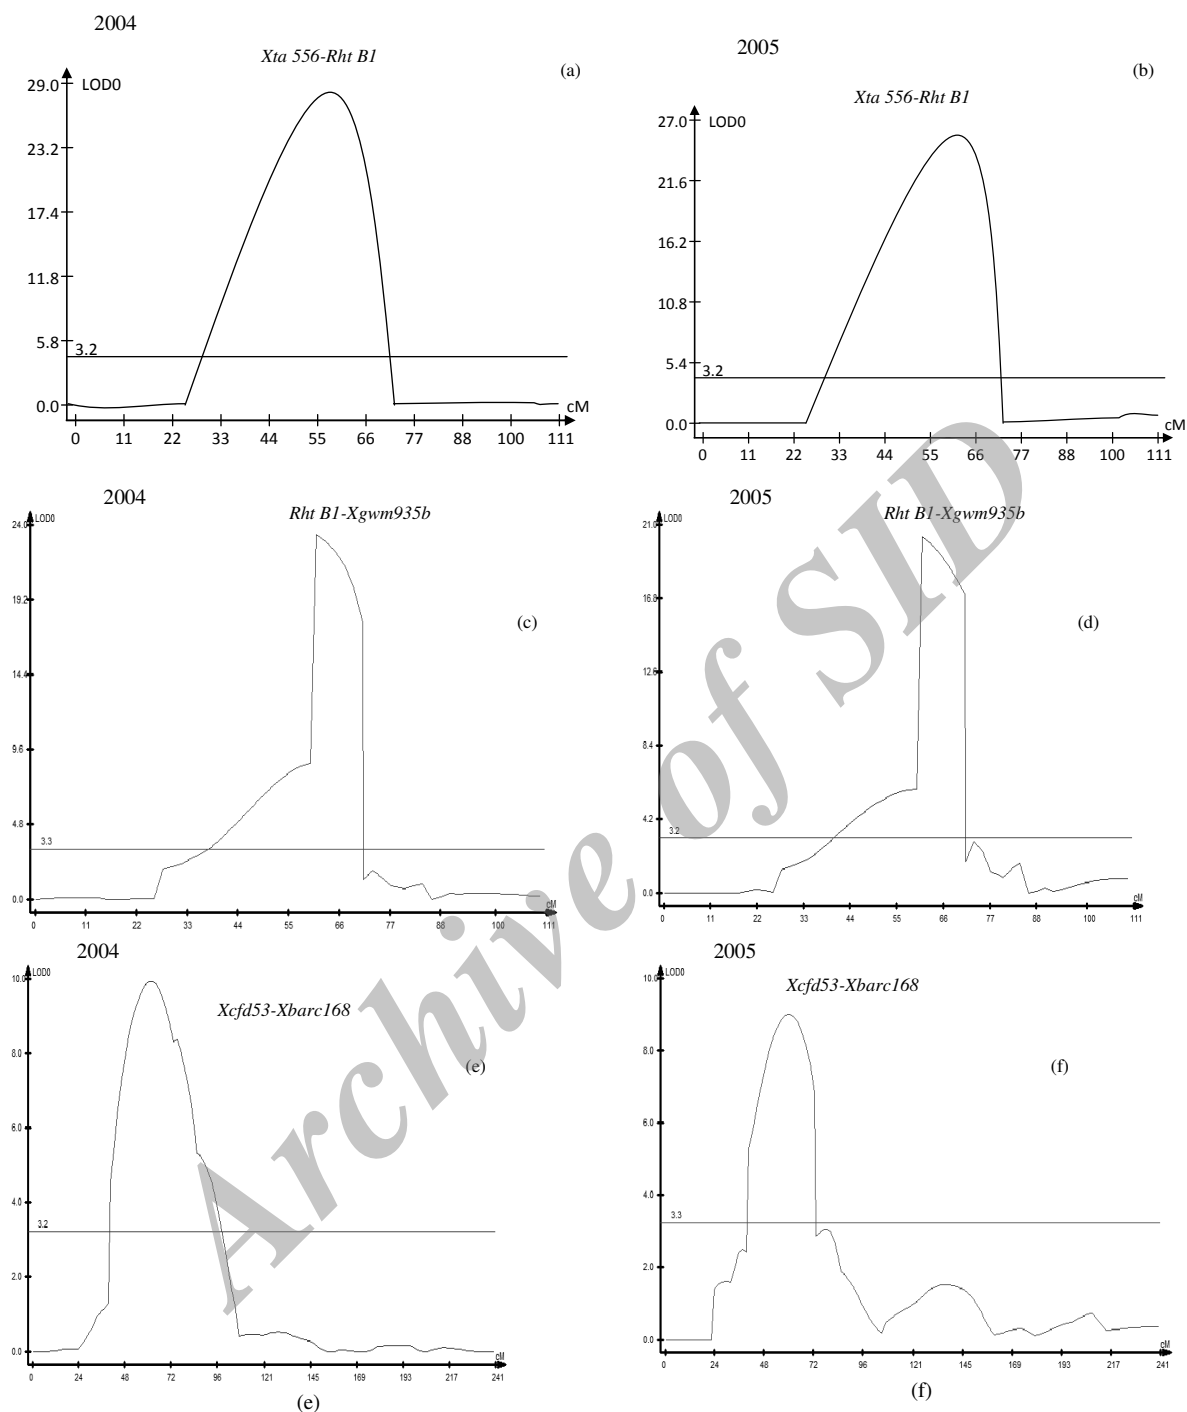 2004
Xta 556-Rht B1
(a)
LOD0
29.0
23.2
17.4
11.8
5.8
3.2
0.0
cM
0 11 22 33 44 55 66 77 88 100 111
2005
Xta 556-Rht B1
(b)
LOD0
27.0
21.6
16.2
10.8
5.4
3.2
0.0
cM
0 11 22 33 44 55 66 77 88 100 111
2004
Rht B1-Xgwm935b
(c)
LOD0
24.0
19.2
14.4
9.6
4.8
3.3
0.0
cM
0 11 22 33 44 55 66 77 88 100 111
2005
Rht B1-Xgwm935b
(d)
LOD0
21.0
16.8
12.6
8.4
4.2
3.2
0.0
cM
0 11 22 33 44 55 66 77 88 100 111
2004
Xcfd53-Xbarc168
(e)
LOD0
10.0
8.0
6.0
4.0
3.2
2.0
0.0
cM
0 24 48 72 96 121 145 169 193 217 241
(e)
2005
Xcfd53-Xbarc168
(f)
LOD0
10.0
8.0
6.0
4.0
3.3
2.0
0.0
cM
0 24 48 72 96 121 145 169 193 217 241
(f)
Archive of SID